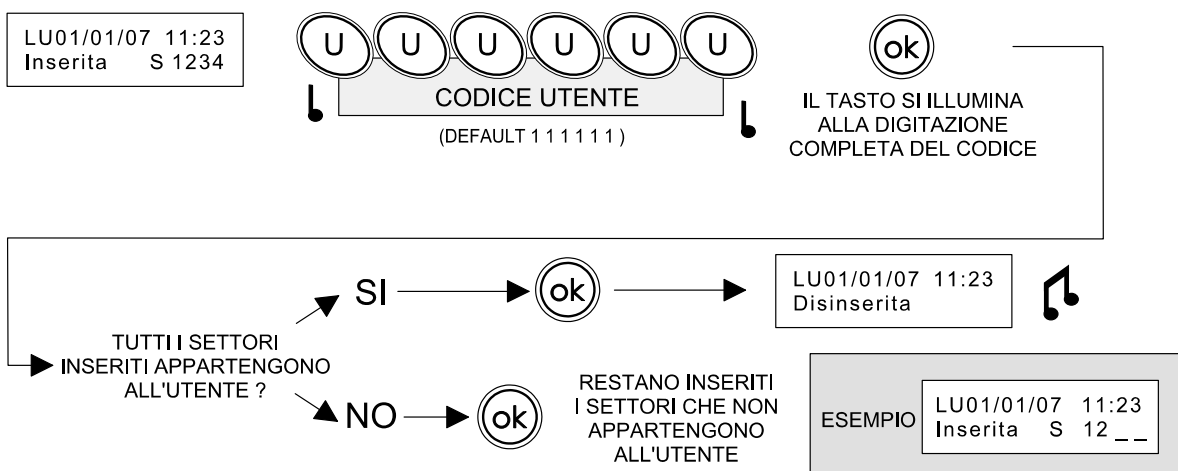 LU01/01/07 11:23
Inserita S 1234
U U U U U U
CODICE UTENTE
(DEFAULT 1 1 1 1 1 1 )
ok
IL TASTO SI ILLUMINA
ALLA DIGITAZIONE
COMPLETA DEL CODICE
TUTTI I SETTORI
INSERITI APPARTENGONO
ALL'UTENTE ?
SI
ok
LU01/01/07 11:23
Disinserita
NO
ok
RESTANO INSERITI
I SETTORI CHE NON
APPARTENGONO
ALL'UTENTE
ESEMPIO
LU01/01/07 11:23
Inserita S 12 _ _